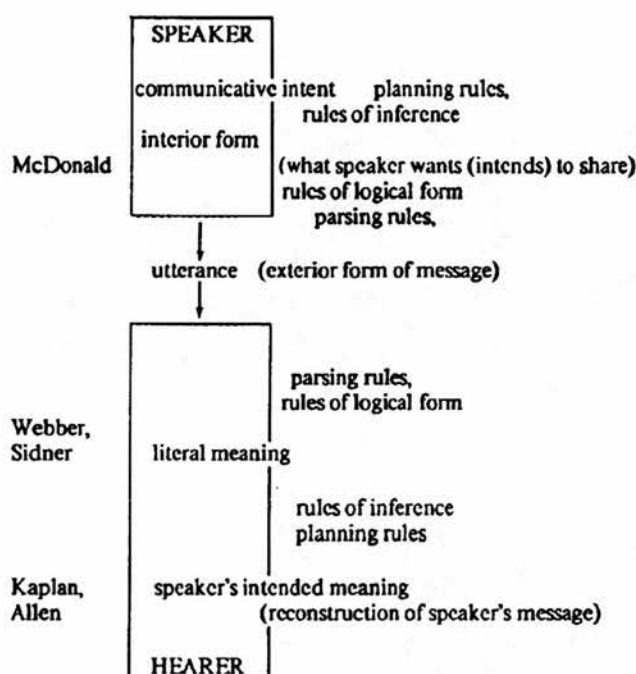 SPEAKER
communicative intent planning rules,
rules of inference
interior form
McDonald (what speaker wants (intends) to share)
rules of logical form
parsing rules,
utterance (exterior form of message)
parsing rules,
rules of logical form
Webber,
Sidner literal meaning
rules of inference
planning rules
Kaplan, speaker's intended meaning
Allen (reconstruction of speaker's message)
HEARER